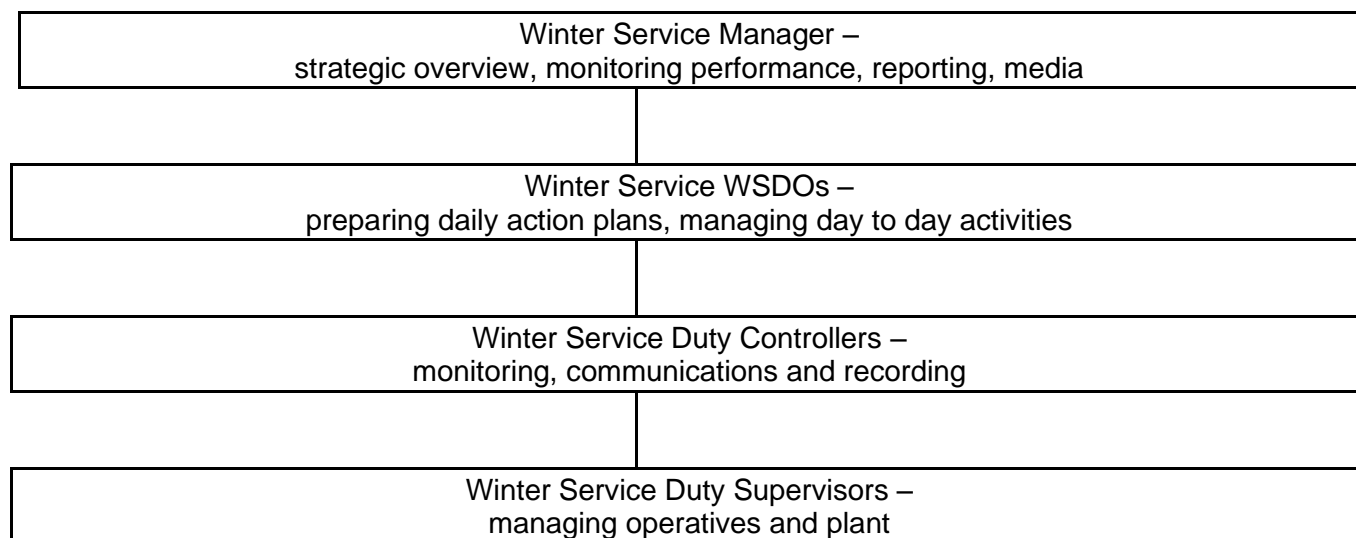 Winter Service Manager –
strategic overview, monitoring performance, reporting, media
Winter Service WSDOs –
preparing daily action plans, managing day to day activities
Winter Service Duty Controllers –
monitoring, communications and recording
Winter Service Duty Supervisors –
managing operatives and plant